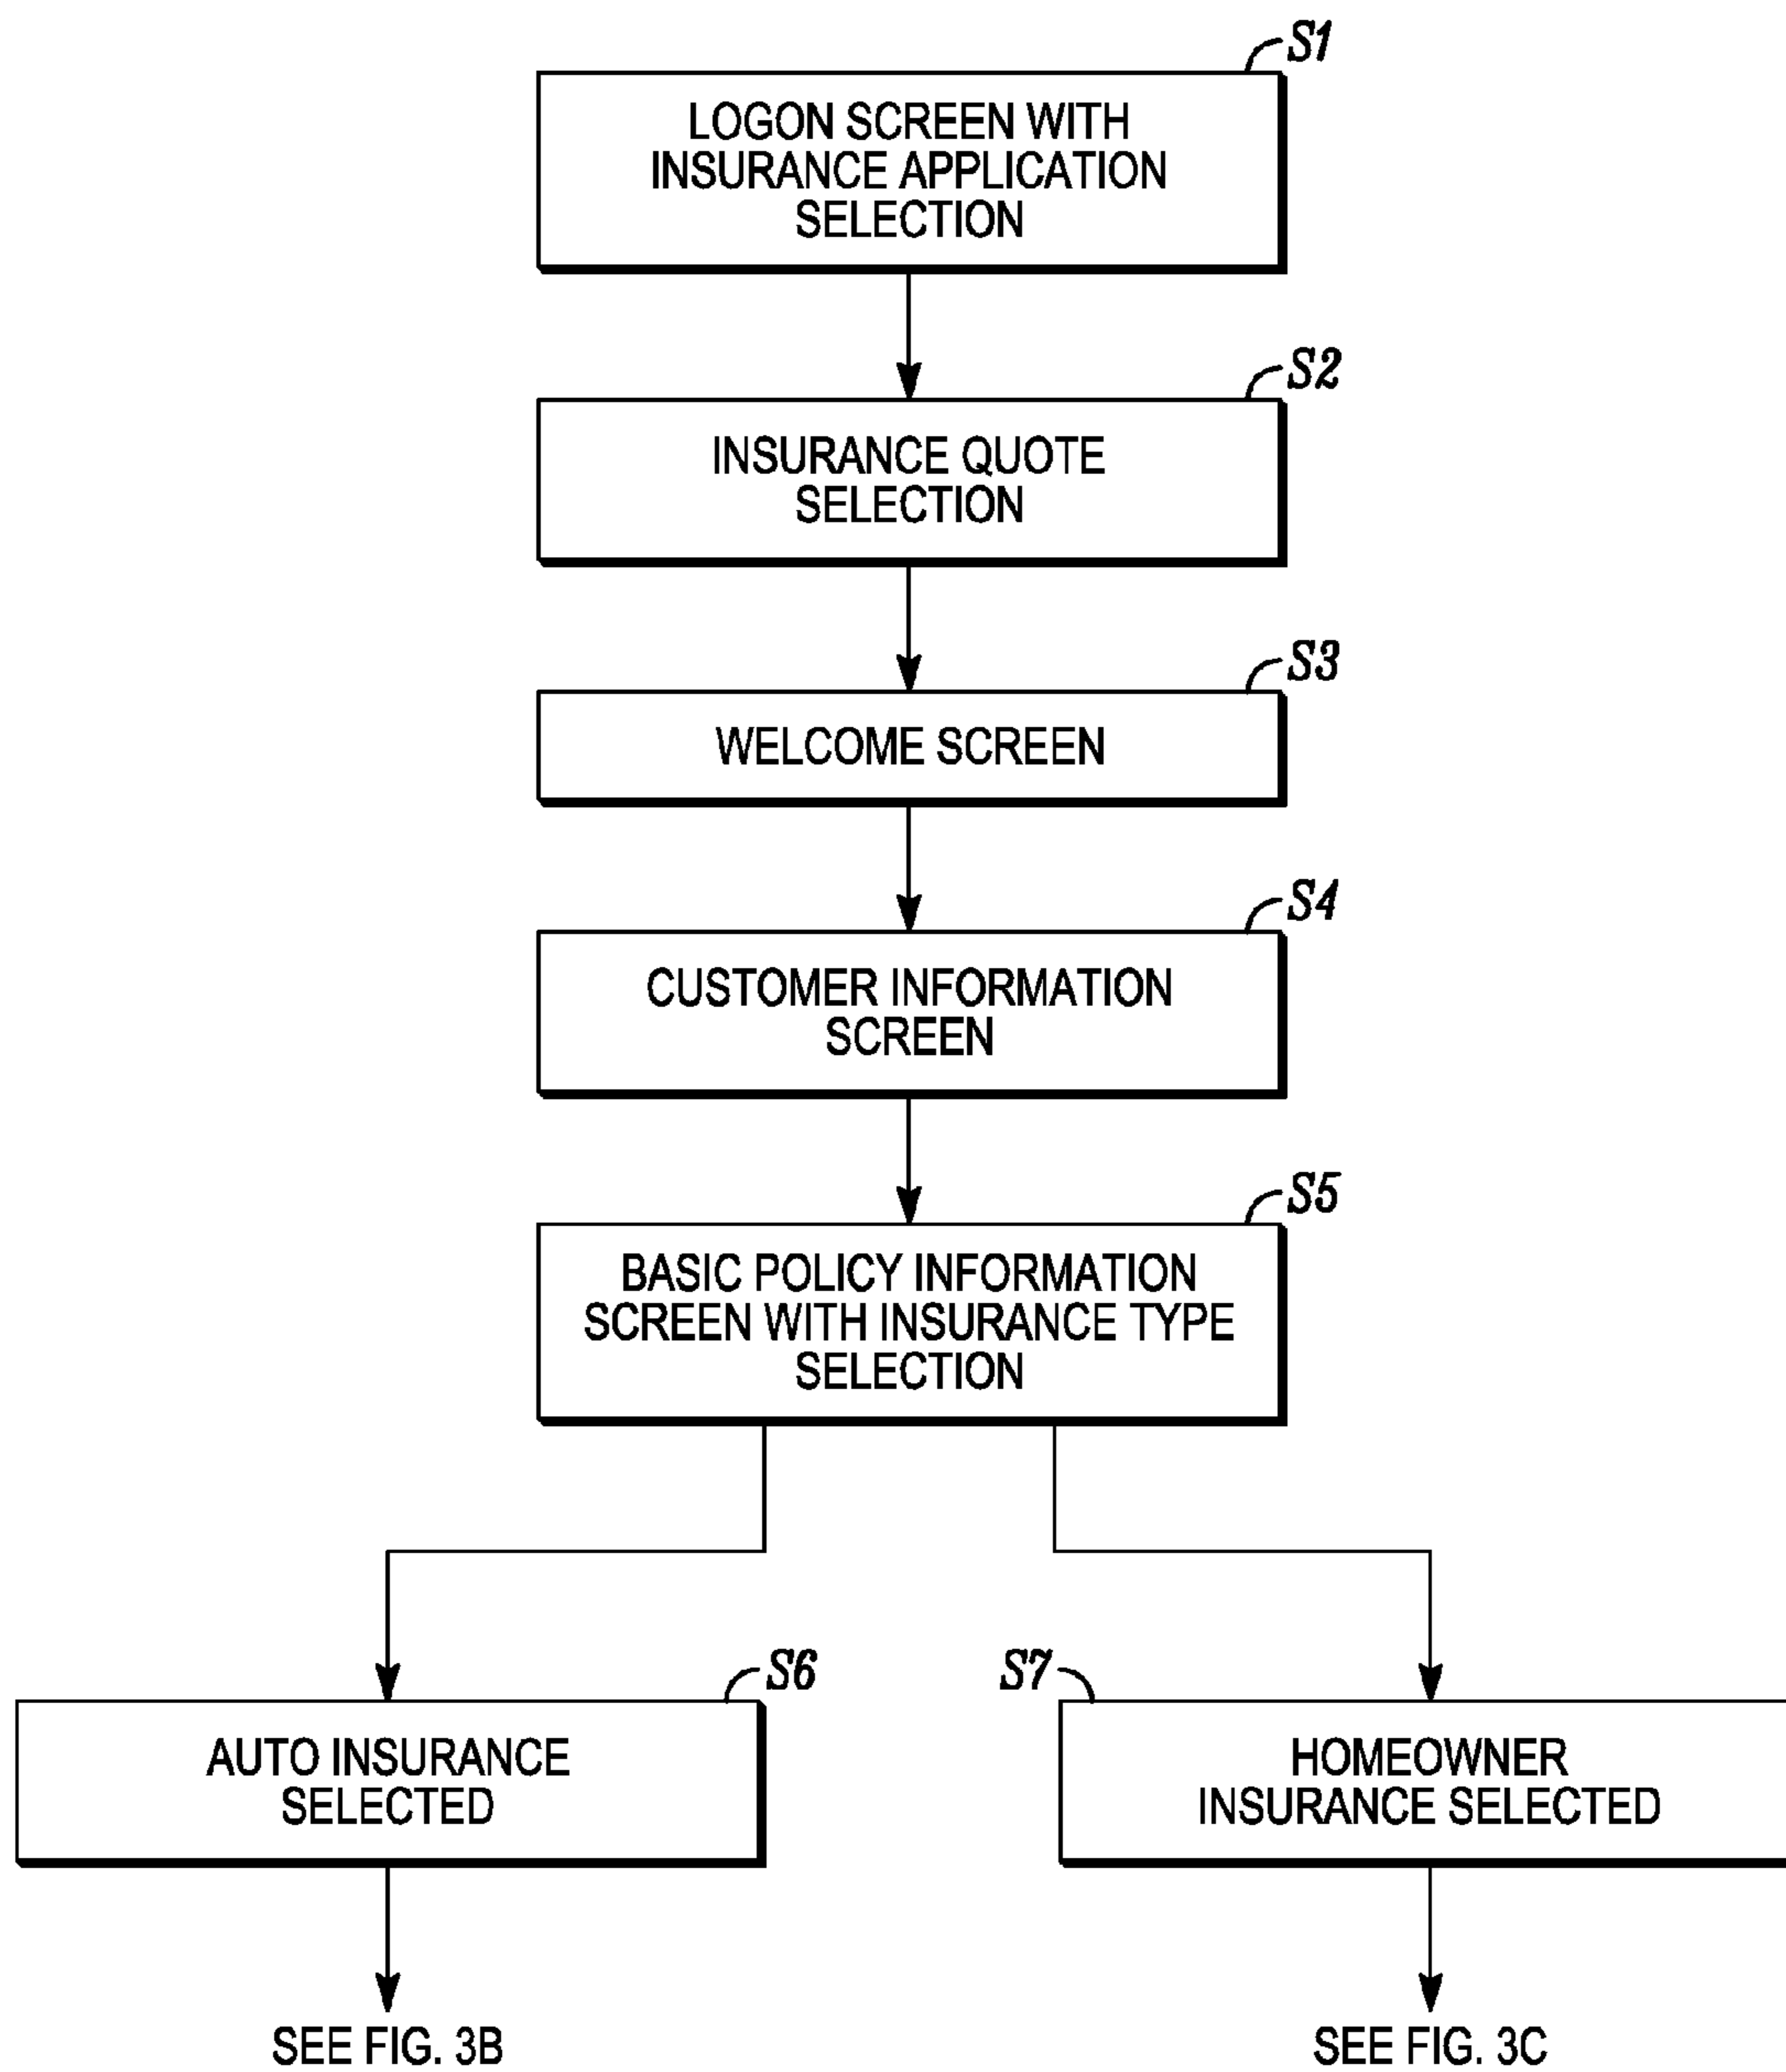 S1
LOGON SCREEN WITH
INSURANCE APPLICATION
SELECTION
S2
INSURANCE QUOTE
SELECTION
S3
WELCOME SCREEN
S4
CUSTOMER INFORMATION
SCREEN
S5
BASIC POLICY INFORMATION
SCREEN WITH INSURANCE TYPE
SELECTION
S6
AUTO INSURANCE
SELECTED
SEE FIG. 3B
S7
HOMEOWNER
INSURANCE SELECTED
SEE FIG. 3C